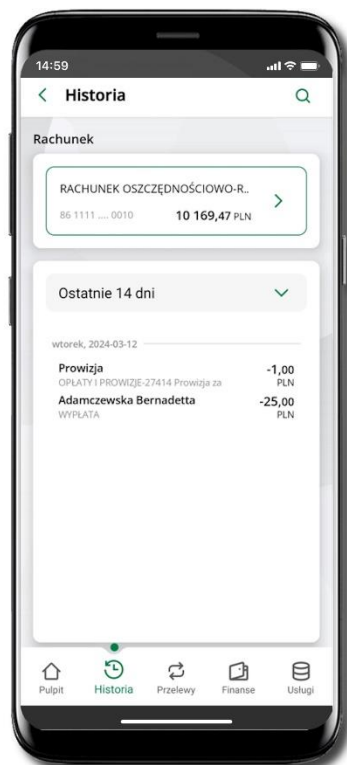 14:59
Historia
Rachunek
RACHUNEK OSZCZĘDNOŚCIOWO-R..
86 1111 .... 0010 10 169,47 PLN
Ostatnie 14 dni
wtorek, 2024-03-12
Prowizja -1,00
OPŁATY I PROWIZJE-27414 Prowizja za PLN
Adamczewska Bernadetta -25,00
WYPŁATA PLN
Pulpit Historia Przelewy Finanse Usługi